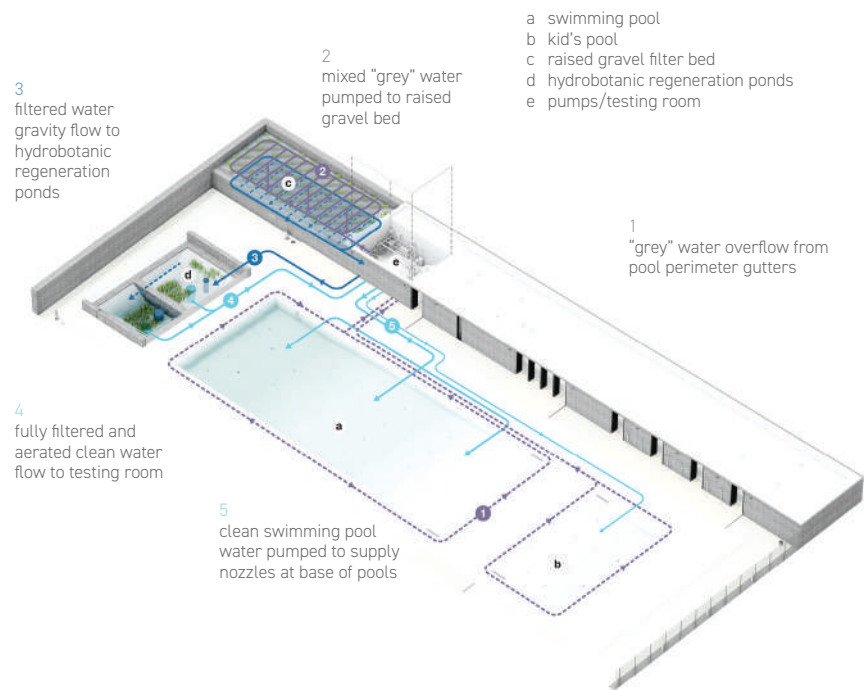 a swimming pool
b kid's pool
c raised gravel filter bed
d hydrobotanic regeneration ponds
e pumps/testing room
2
mixed "grey" water
pumped to raised
gravel bed
3
filtered water
gravity flow to
hydrobotanic
regeneration
ponds
1
"grey" water overflow from
pool perimeter gutters
2
c
e
3
d
4
5
a
1
b
4
fully filtered and
aerated clean water
flow to testing room
5
clean swimming pool
water pumped to supply
nozzles at base of pools